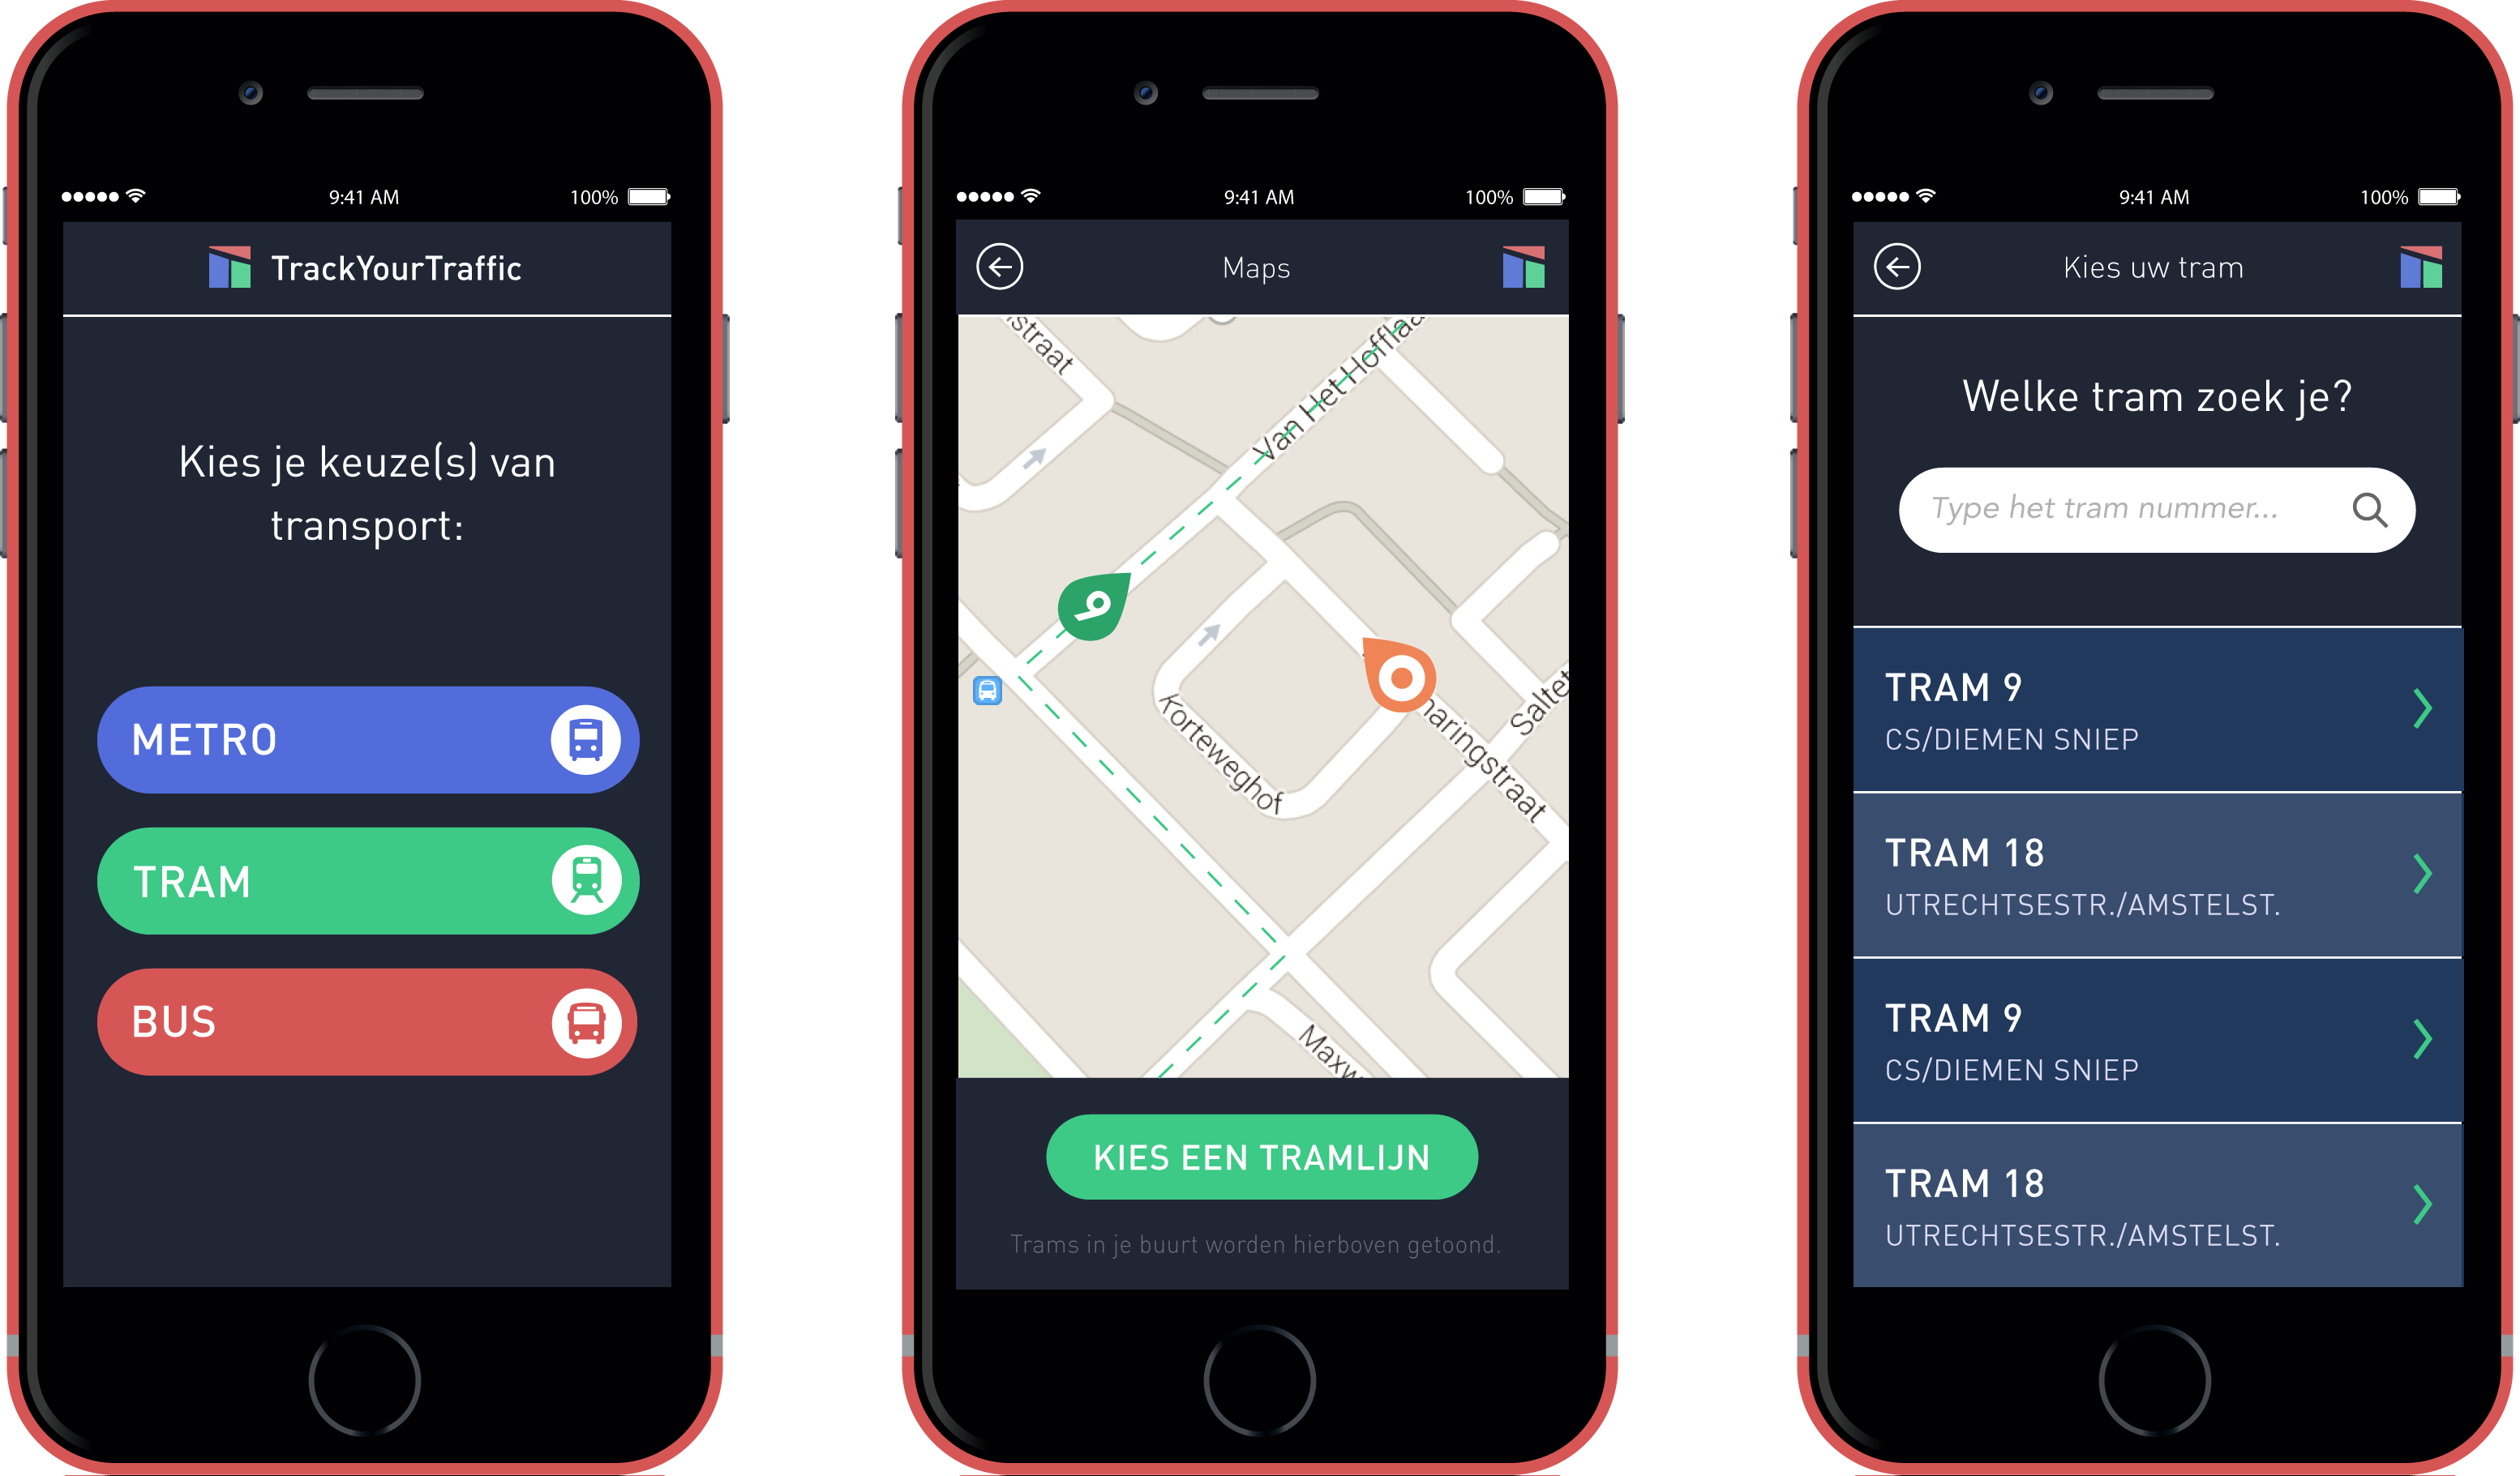 9:41 AM
100%
TrackYourTraffic
Kies je keuze(s) van
transport:
METRO
TRAM
BUS
9:41 AM
100%
Maps
Van Het Hofflaa
9
Korteweghof
Saltet
haringstraat
Maxw
KIES EEN TRAMLIJN
Trams in je buurt worden hierboven getoond.
9:41 AM
100%
Kies uw tram
Welke tram zoek je?
Type het tram nummer...
TRAM 9
CS/DIEMEN SNIEP
TRAM 18
UTRECHTSESTR./AMSTELST.
TRAM 9
CS/DIEMEN SNIEP
TRAM 18
UTRECHTSESTR./AMSTELST.